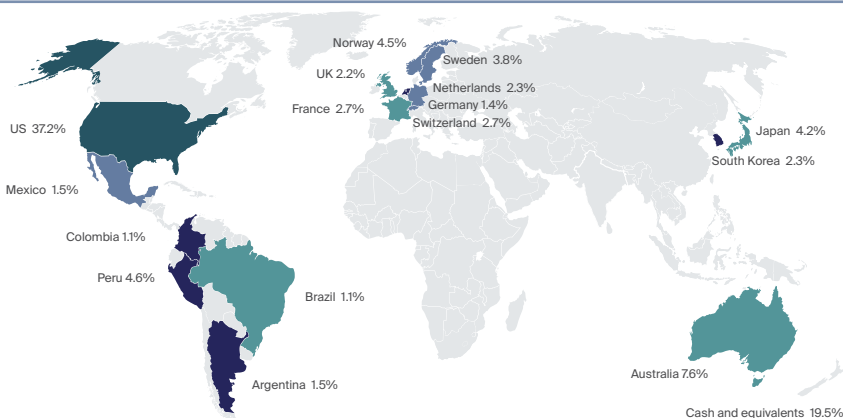 Norway 4.5%
Sweden 3.8%
UK 2.2%
Netherlands 2.3%
France 2.7%
Germany 1.4%
Switzerland 2.7%
US 37.2%
Japan 4.2%
South Korea 2.3%
Mexico 1.5%
Colombia 1.1%
Peru 4.6%
Brazil 1.1%
Australia 7.6%
Argentina 1.5%
Cash and equivalents 19.5%